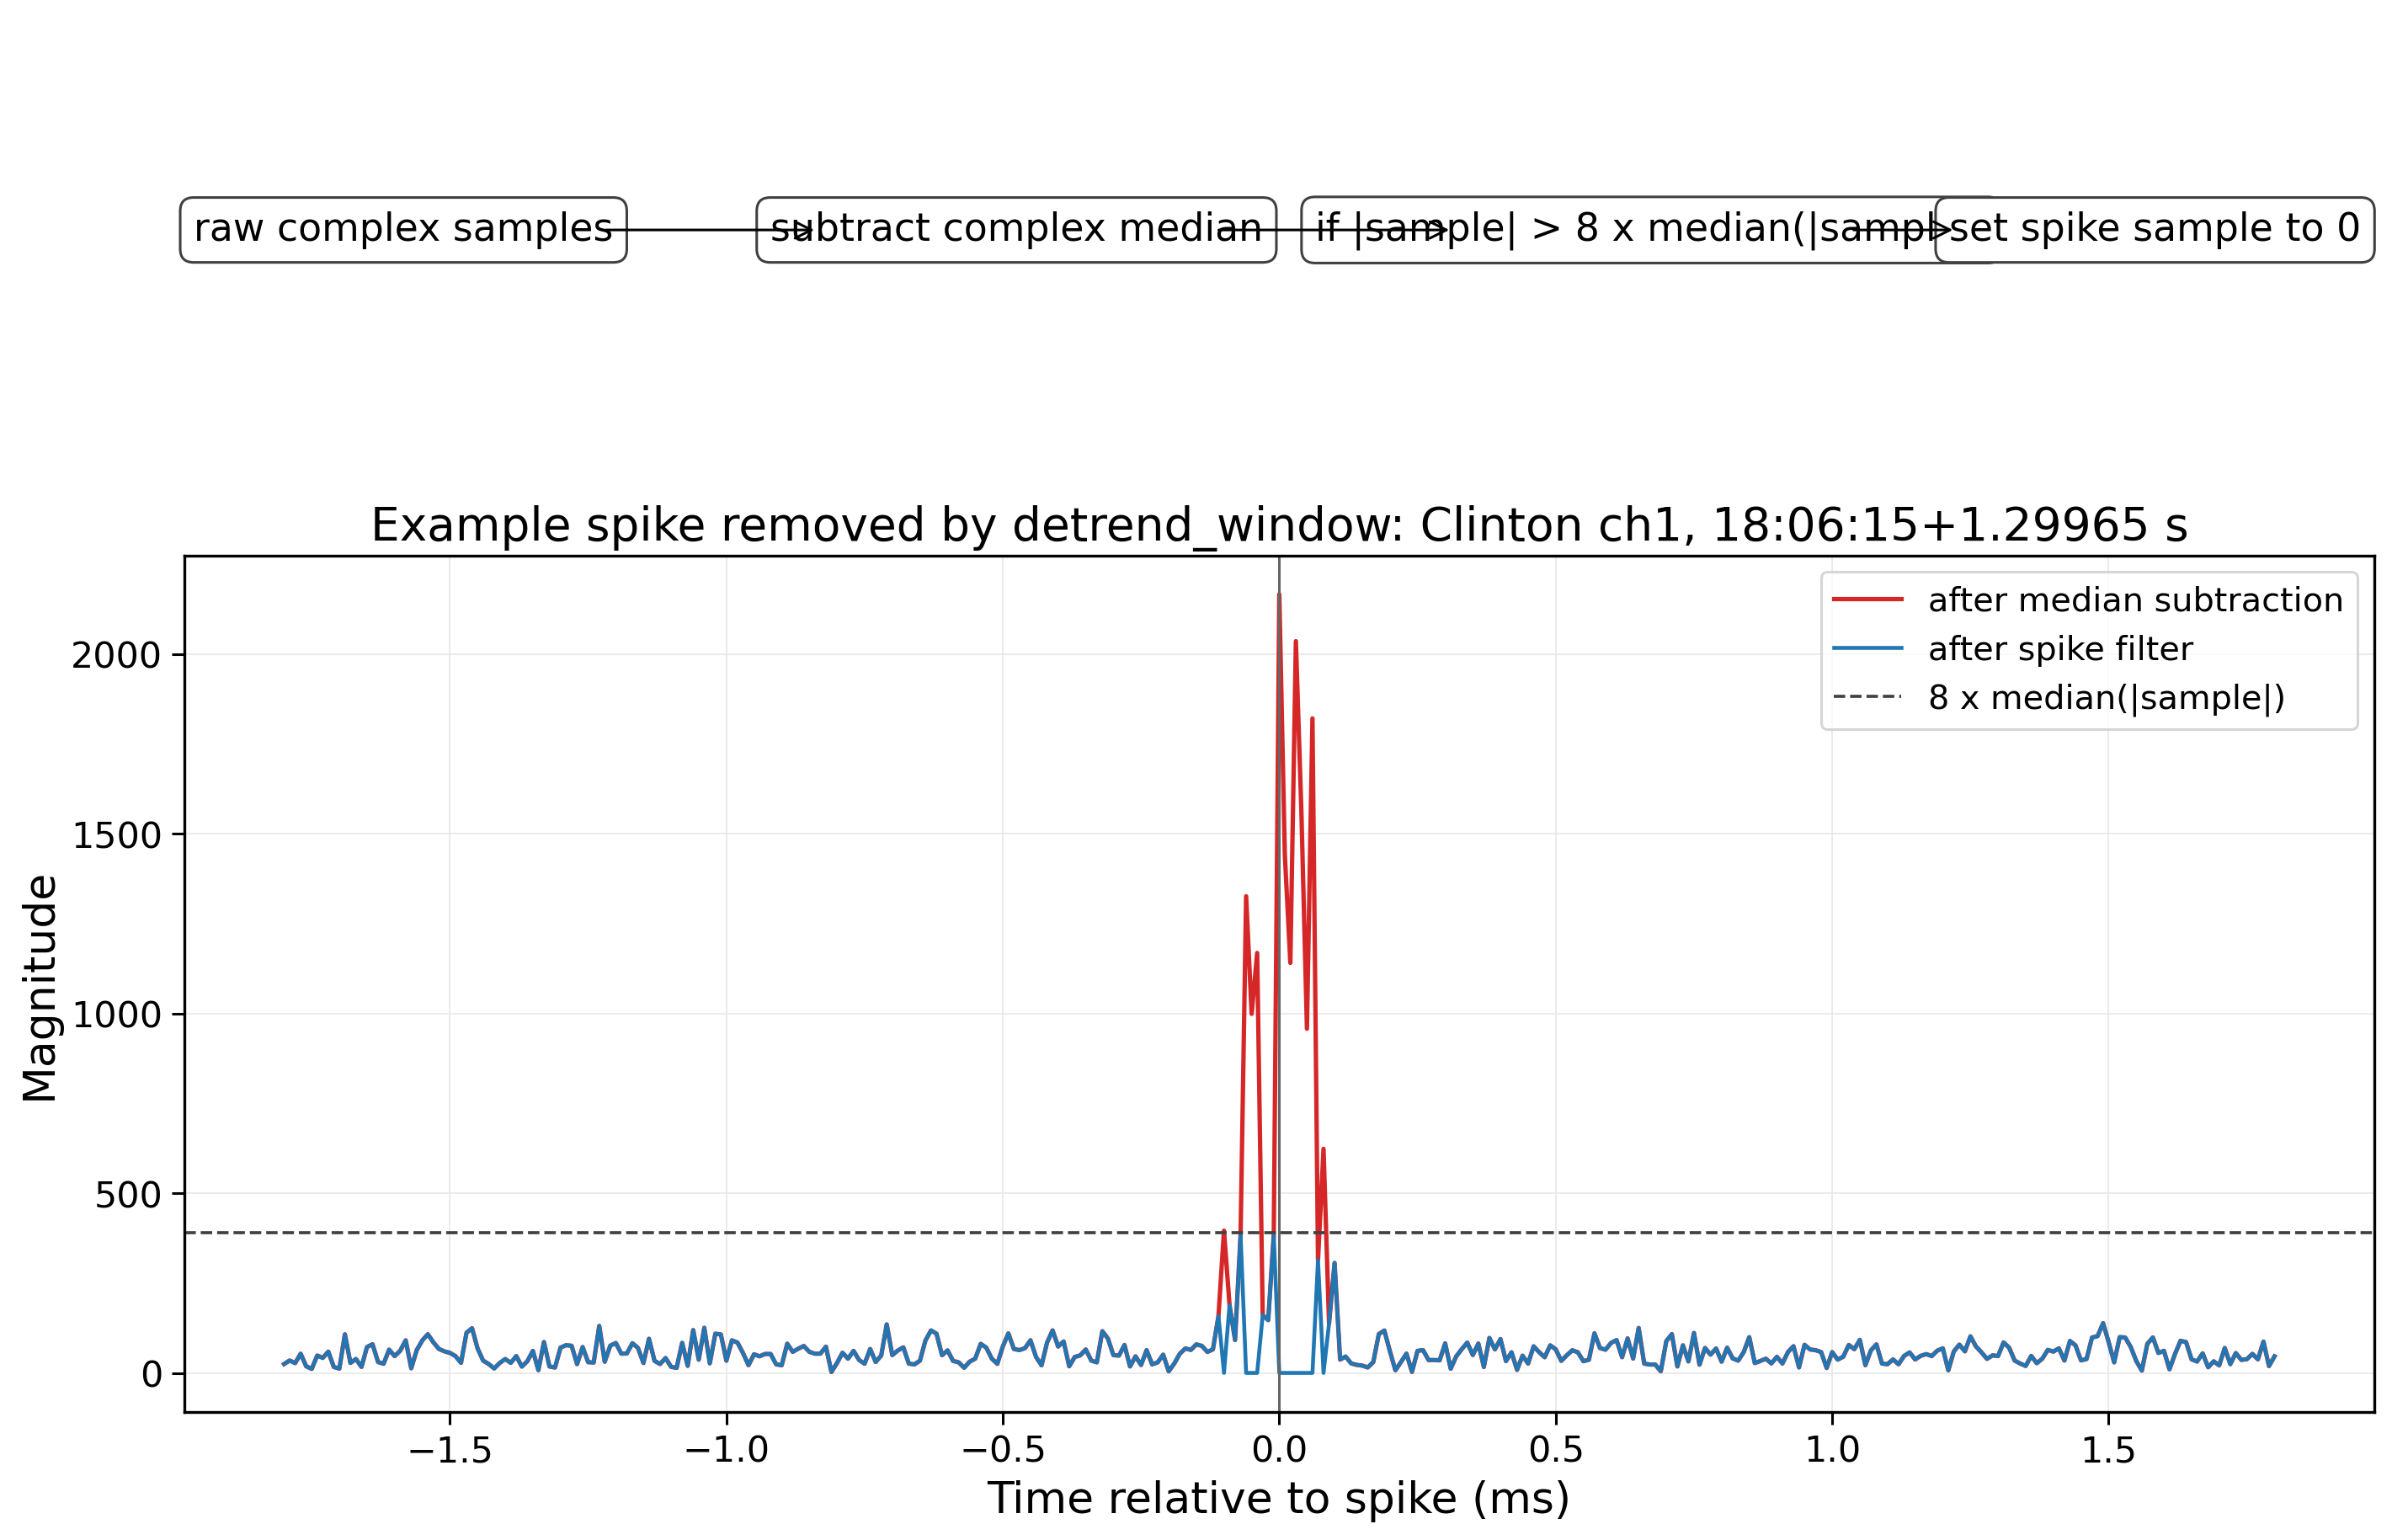 raw complex samples
subtract complex median
if |sample| > 8 x median(|sampl
set spike sample to 0
Example spike removed by detrend_window: Clinton ch1, 18:06:15+1.29965 s
after median subtraction
after spike filter
8 x median(|sample|)
Magnitude
2000
1500
1000
500
0
−1.5 −1.0 −0.5 0.0 0.5 1.0 1.5
Time relative to spike (ms)